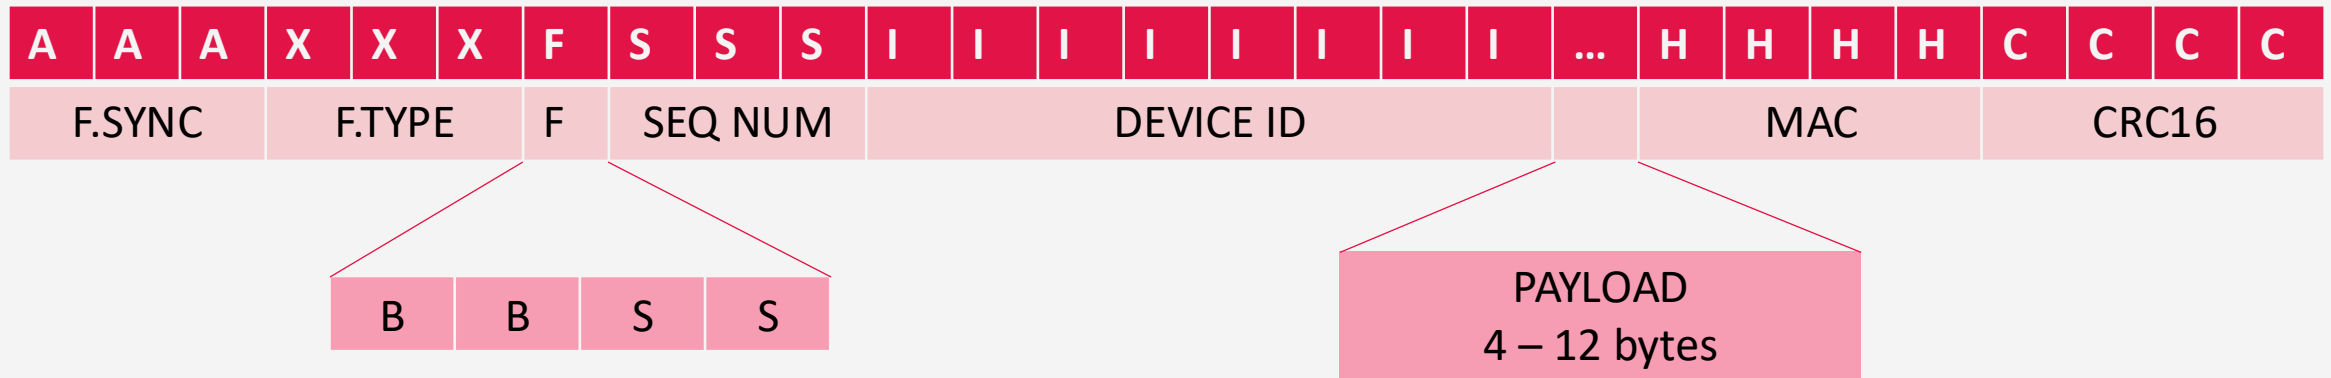 A A A X X X F S S S I I I I I I I I ... H H H H C C C C
F.SYNC F.TYPE F SEQ NUM DEVICE ID MAC CRC16
B B S S
PAYLOAD
4 – 12 bytes